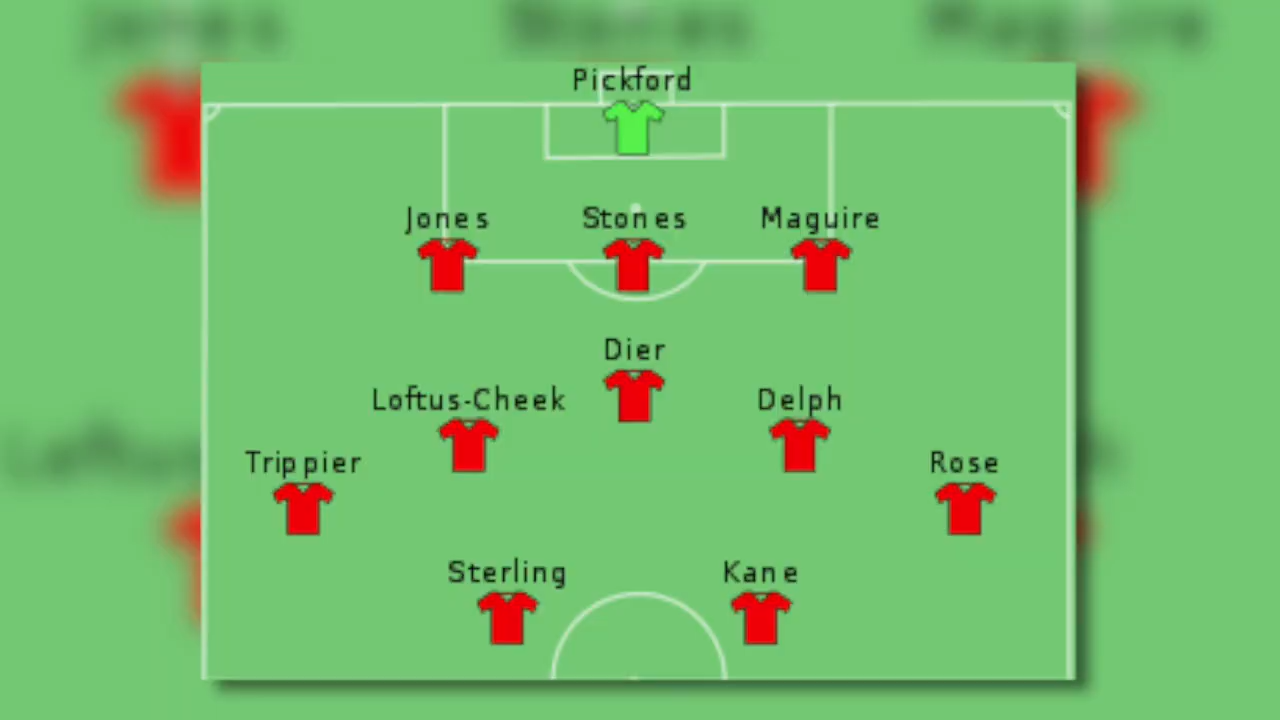 Pickford
Jones Stones Maguire
Dier
Loftus-Cheek Delph
Trippier Rose
Sterling Kane